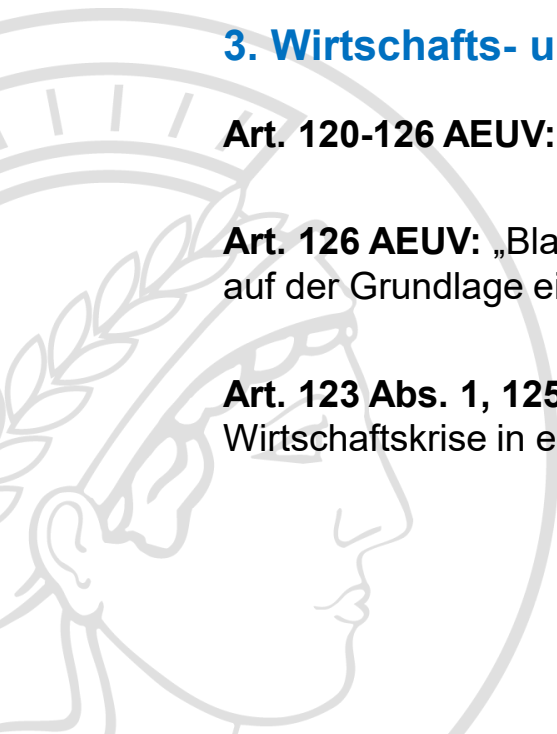 3. Wirtschafts- u
Art. 120-126 AEUV:
Art. 126 AEUV: „Bla
auf der Grundlage ei
Art. 123 Abs. 1, 125
Wirtschaftskrise in e